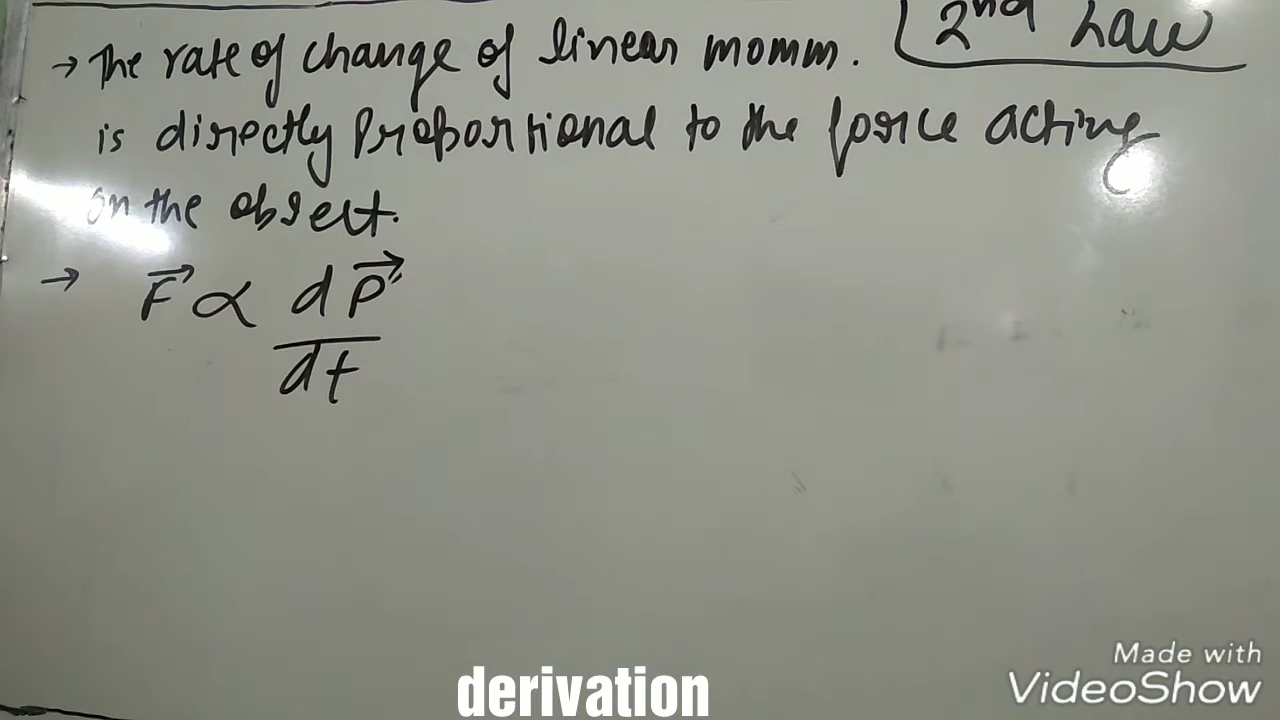 2nd Law
→ The rate of change of linear momm.
is directly Proportional to the force acting
on the obsect.
→ F⃗ ∝ dP⃗
dt
derivation
Made with
VideoShow